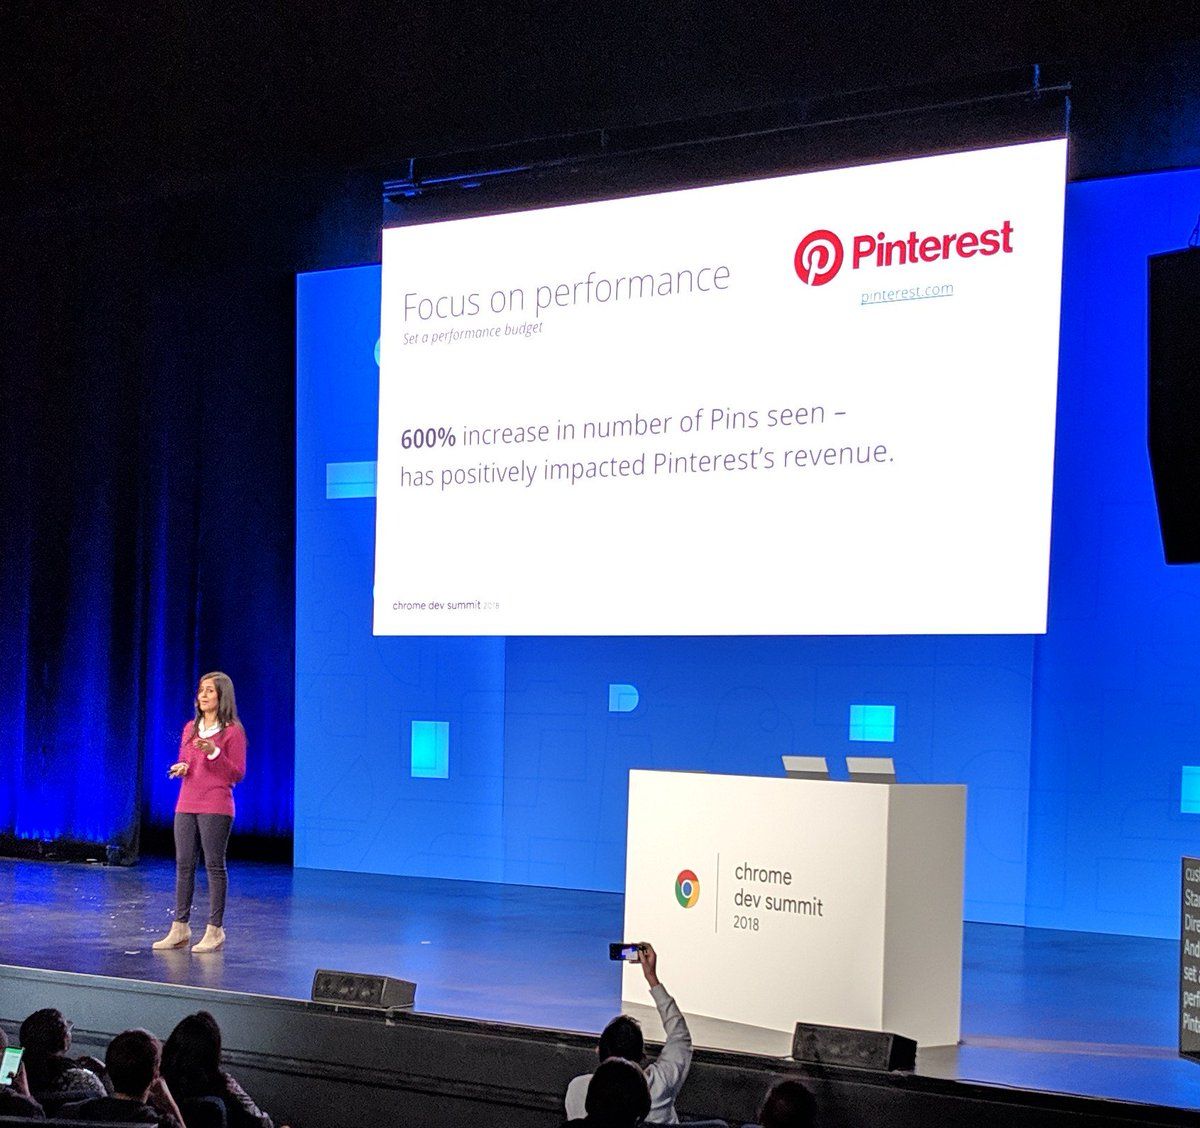 Pinterest
pinterest.com
Focus on performance
Set a performance budget
600% increase in number of Pins seen –
has positively impacted Pinterest's revenue.
chrome dev summit 2018
chrome
dev summit
2018
set